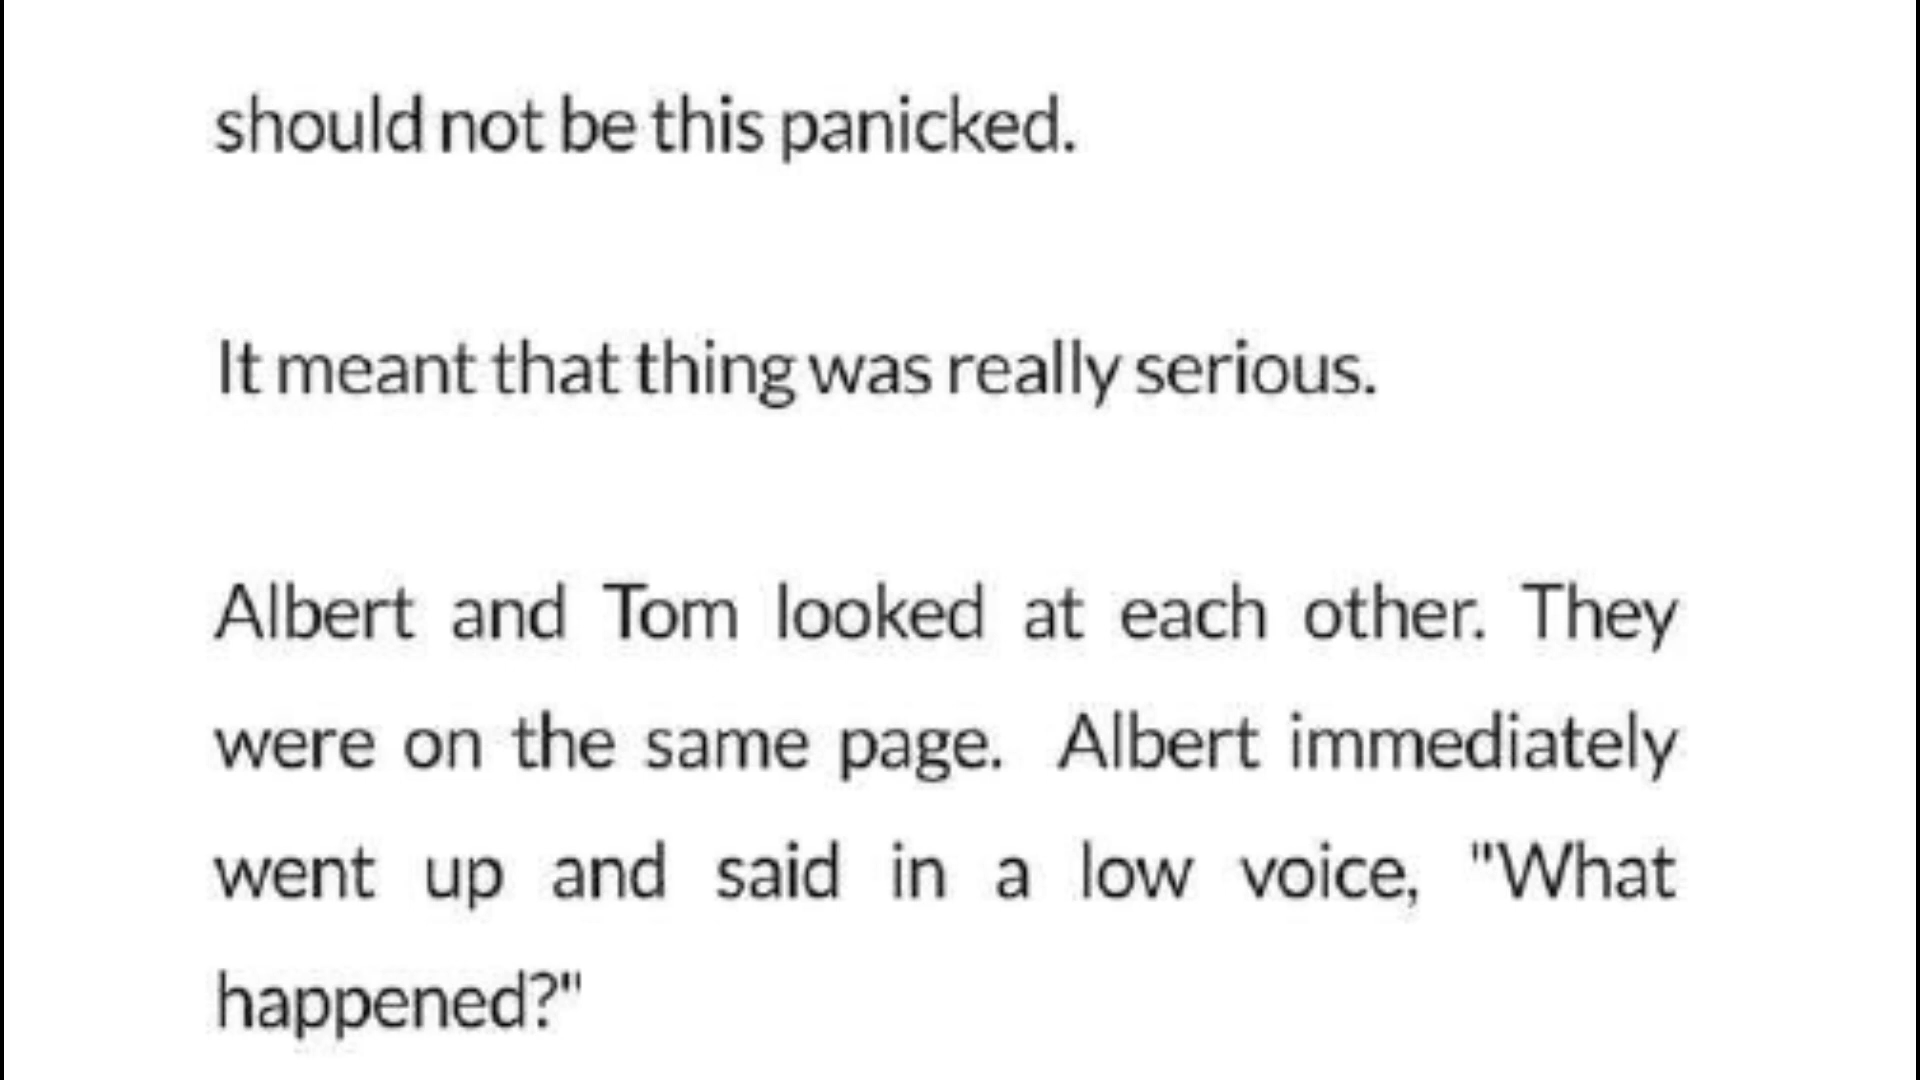 should not be this panicked.
It meant that thing was really serious.
Albert and Tom looked at each other. They
were on the same page.  Albert immediately
went up and said in a low voice, "What
happened?"